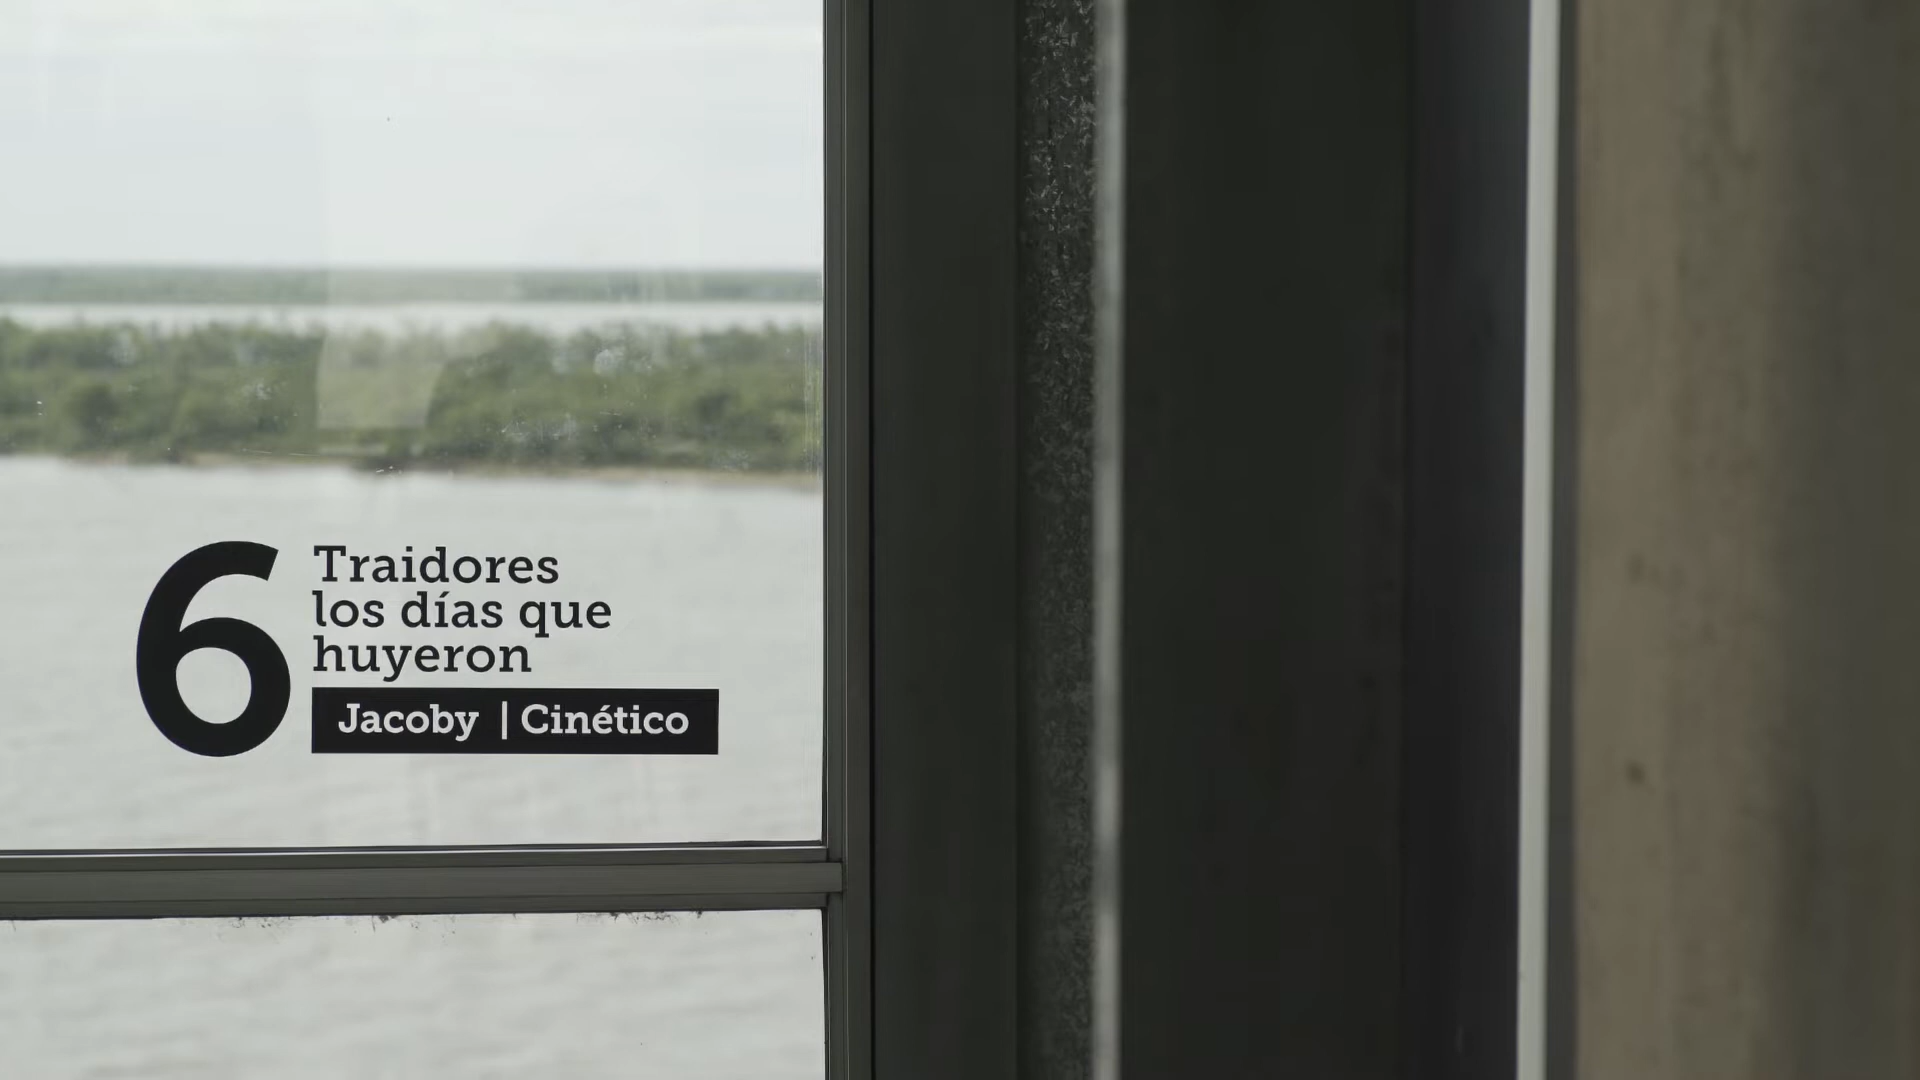 6
Traidores
los días que
huyeron
Jacoby | Cinético